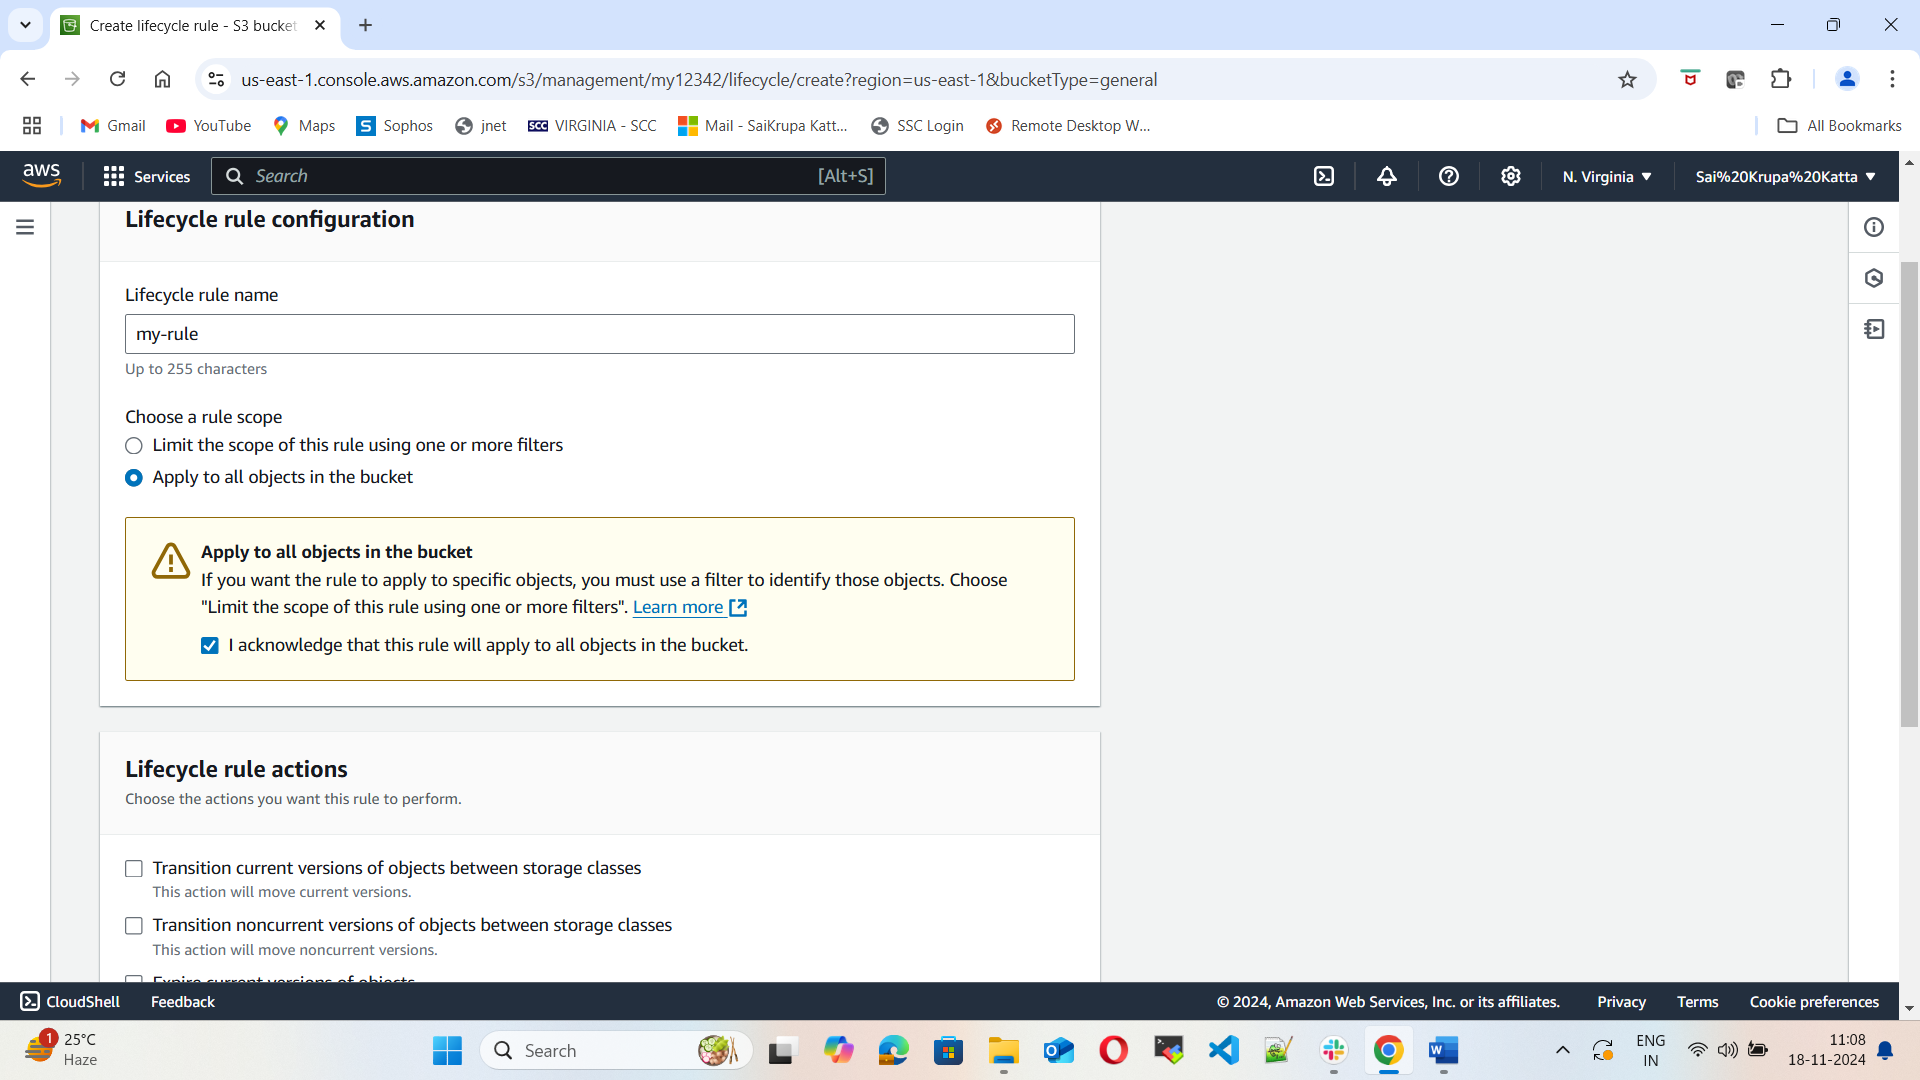 Create lifecycle rule - S3 bucket
us-east-1.console.aws.amazon.com/s3/management/my12342/lifecycle/create?region=us-east-1&bucketType=general
Gmail
YouTube
Maps
S Sophos
jnet
SCC VIRGINIA - SCC
Mail - SaiKrupa Katt...
SSC Login
Remote Desktop W...
All Bookmarks
aws
Services
Search
[Alt+S]
N. Virginia
Sai%20Krupa%20Katta
Lifecycle rule configuration
Lifecycle rule name
my-rule
Up to 255 characters
Choose a rule scope
Limit the scope of this rule using one or more filters
Apply to all objects in the bucket
Apply to all objects in the bucket
If you want the rule to apply to specific objects, you must use a filter to identify those objects. Choose
"Limit the scope of this rule using one or more filters". Learn more
I acknowledge that this rule will apply to all objects in the bucket.
Lifecycle rule actions
Choose the actions you want this rule to perform.
Transition current versions of objects between storage classes
This action will move current versions.
Transition noncurrent versions of objects between storage classes
This action will move noncurrent versions.
Expire current versions of objects
CloudShell
Feedback
© 2024, Amazon Web Services, Inc. or its affiliates.
Privacy
Terms
Cookie preferences
1
25°C
Haze
Search
ENG
IN
11:08
18-11-2024